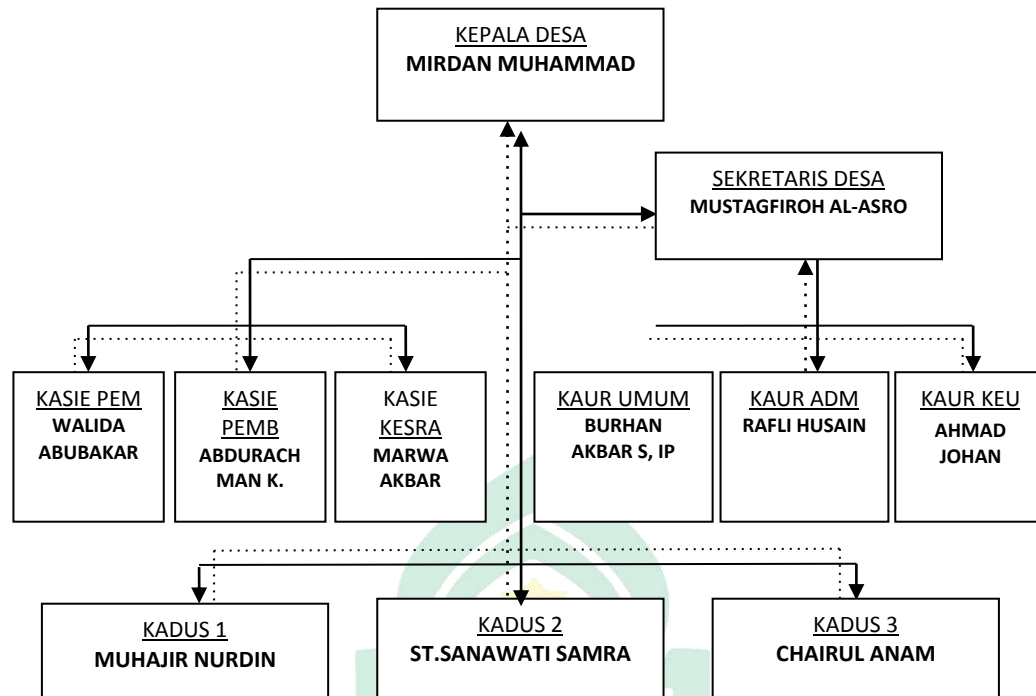 KEPALA DESA
MIRDAN MUHAMMAD
SEKRETARIS DESA
MUSTAGFIROH AL-ASRO
KASIE PEM
WALIDA
ABUBAKAR
KASIE
PEMB
ABDURACH
MAN K.
KASIE
KESRA
MARWA
AKBAR
KAUR UMUM
BURHAN
AKBAR S, IP
KAUR ADM
RAFLI HUSAIN
KAUR KEU
AHMAD
JOHAN
KADUS 1
MUHAJIR NURDIN
KADUS 2
ST.SANAWATI SAMRA
KADUS 3
CHAIRUL ANAM